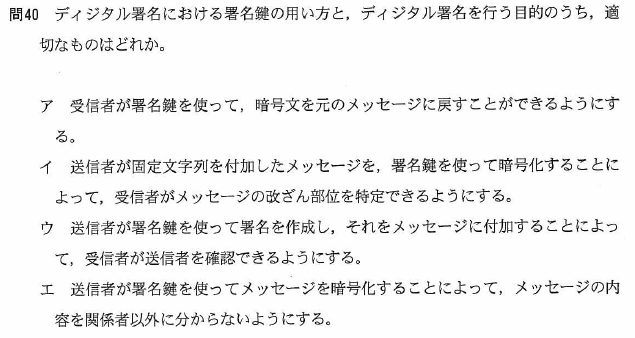 問40 ディジタル署名における署名鍵の用い方と，ディジタル署名を行う目的のうち，適
切なものはどれか。
ア 受信者が署名鍵を使って，暗号文を元のメッセージに戻すことができるようにす
る。
イ 送信者が固定文字列を付加したメッセージを，署名鍵を使って暗号化することに
よって，受信者がメッセージの改ざん部位を特定できるようにする。
ウ 送信者が署名鍵を使って署名を作成し，それをメッセージに付加することによっ
て，受信者が送信者を確認できるようにする。
エ 送信者が署名鍵を使ってメッセージを暗号化することによって，メッセージの内
容を関係者以外に分からないようにする。